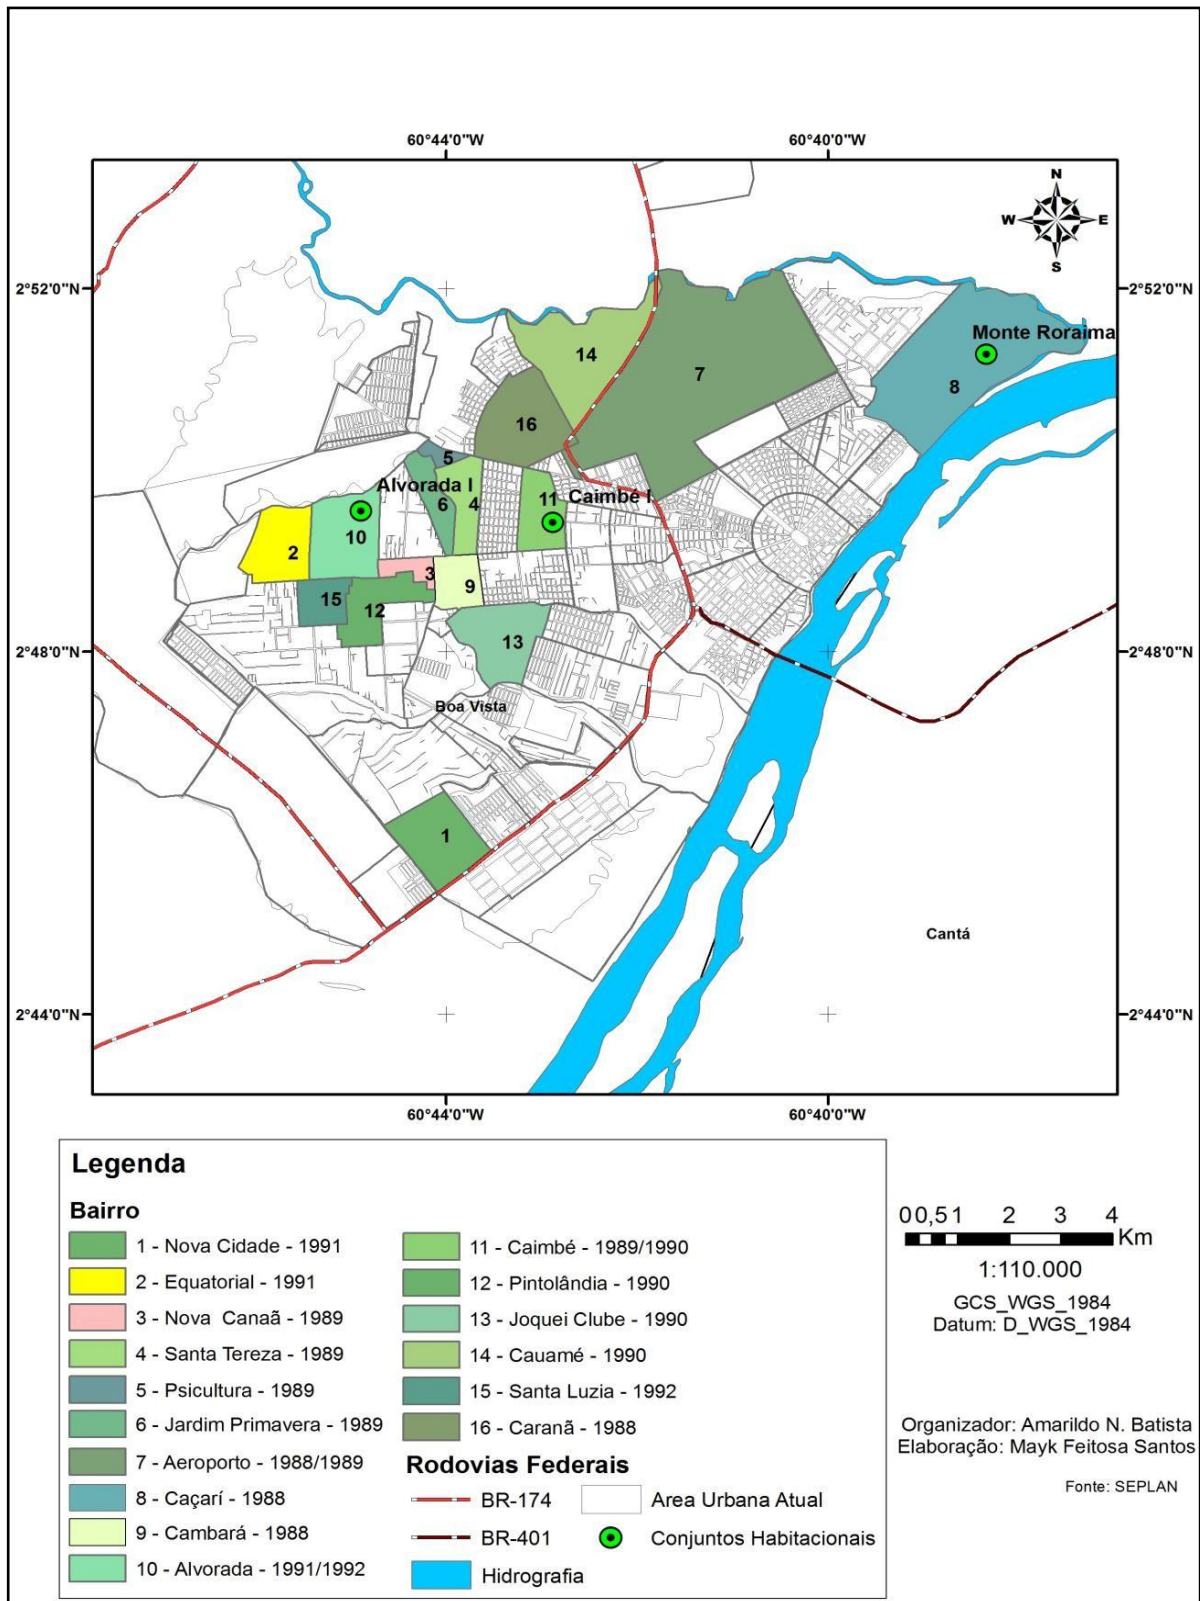 60°44'0"W
60°40'0"W
N
W
E
S
2°52'0"N
2°52'0"N
Monte Roraima
14
7
8
16
5
Alvorada I
6
4
11
Caimbé I
10
2
3
9
15
12
13
2°48'0"N
2°48'0"N
Boa Vista
1
Cantá
2°44'0"N
2°44'0"N
60°44'0"W
60°40'0"W
Legenda
Bairro
1 - Nova Cidade - 1991
2 - Equatorial - 1991
3 - Nova Canaã - 1989
4 - Santa Tereza - 1989
5 - Psicultura - 1989
6 - Jardim Primavera - 1989
7 - Aeroporto - 1988/1989
8 - Caçarí - 1988
9 - Cambará - 1988
10 - Alvorada - 1991/1992
11 - Caimbé - 1989/1990
12 - Pintolândia - 1990
13 - Joquei Clube - 1990
14 - Cauamé - 1990
15 - Santa Luzia - 1992
16 - Caranã - 1988
Rodovias Federais
BR-174
BR-401
Hidrografia
Area Urbana Atual
Conjuntos Habitacionais
0 0,5 1 2 3 4
Km
1:110.000
GCS_WGS_1984
Datum: D_WGS_1984
Organizador: Amarildo N. Batista
Elaboração: Mayk Feitosa Santos
Fonte: SEPLAN